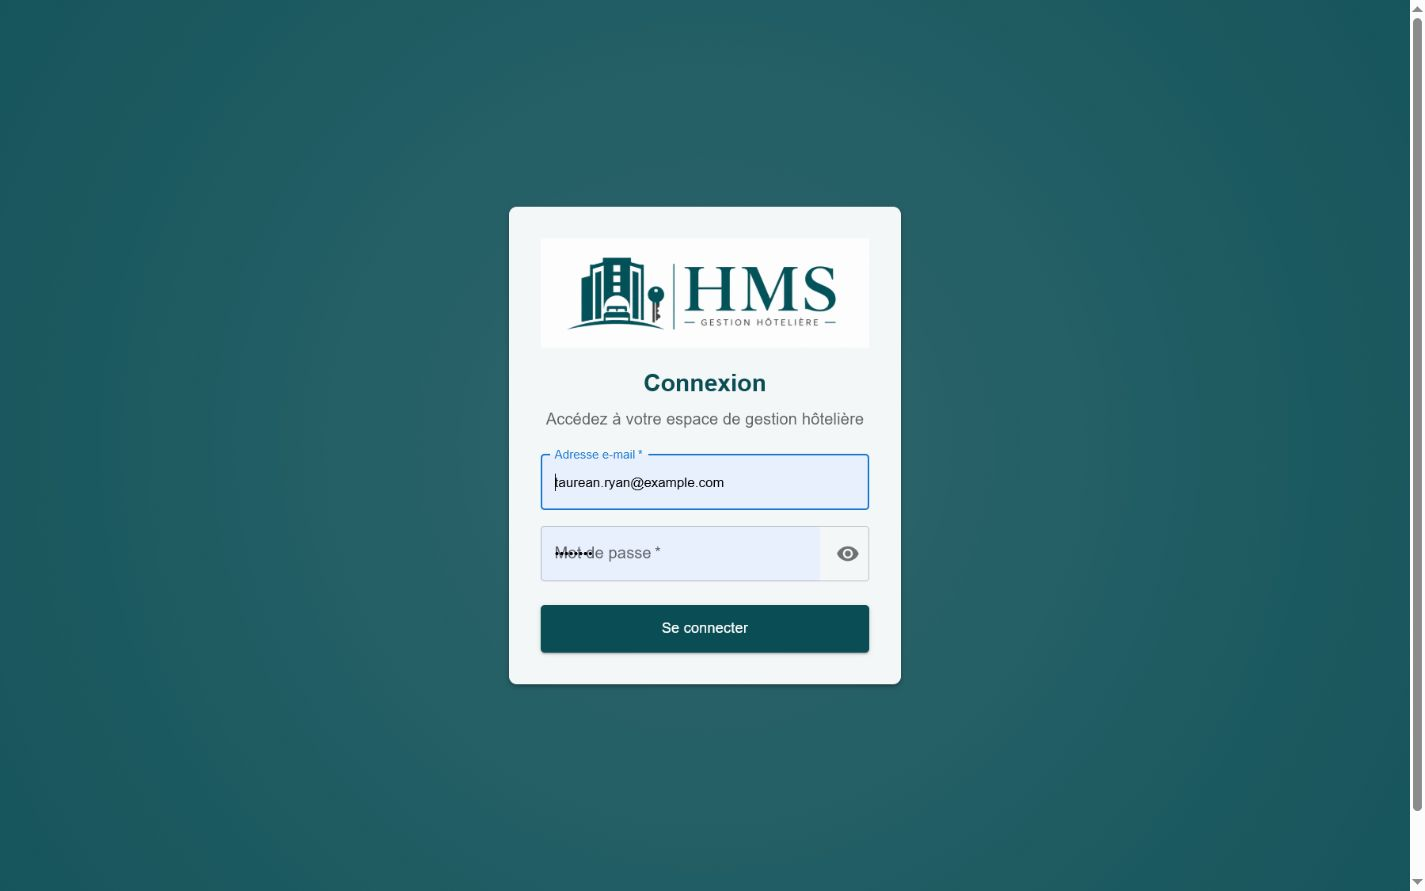 HMS
GESTION HÔTELIÈRE
Connexion
Accédez à votre espace de gestion hôtelière
Adresse e-mail *
taurean.ryan@example.com
Mot de passe *
Se connecter